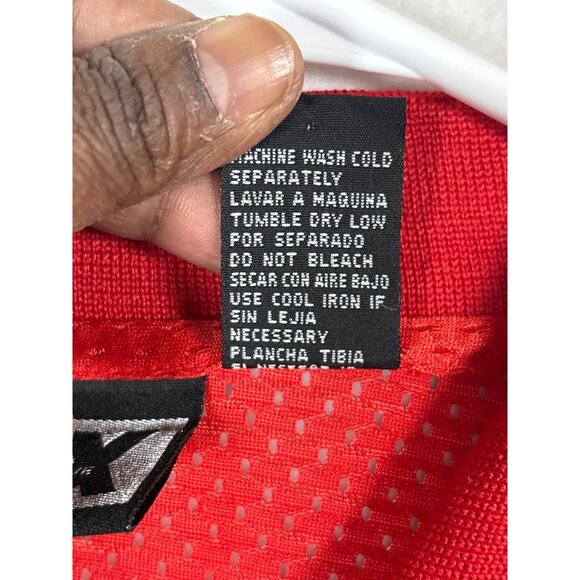 MACHINE WASH COLD
SEPARATELY
LAVAR A MAQUINA
TUMBLE DRY LOW
POR SEPARADO
DO NOT BLEACH
SECAR CON AIRE BAJO
USE COOL IRON IF
SIN LEJIA
NECESSARY
PLANCHA TIBIA